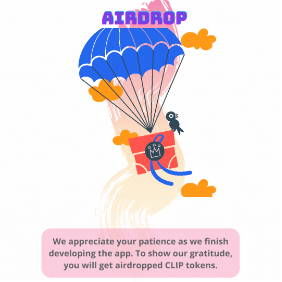 AIRDROP
We appreciate your patience as we finish
developing the app. To show our gratitude,
you will get airdropped CLIP tokens.